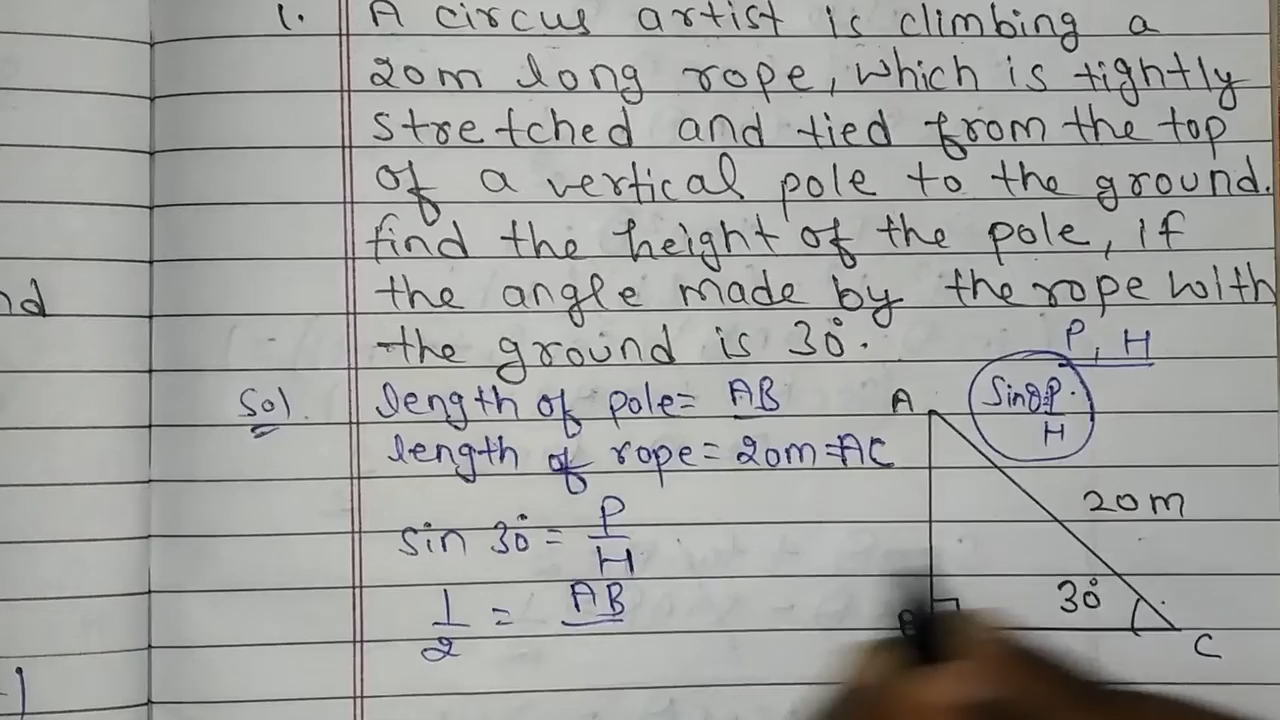 1. A circus artist is climbing a
20m long rope, which is tightly
stretched and tied from the top
of a vertical pole to the ground.
find the height of the pole, if
the angle made by the rope with
the ground is 30°.
nd
P, H
Sol. length of pole = AB
length of rope = 20m = AC
A
Sinθ = P/H
20m
sin 30° = P/H
1/2 = AB
30°
B
C